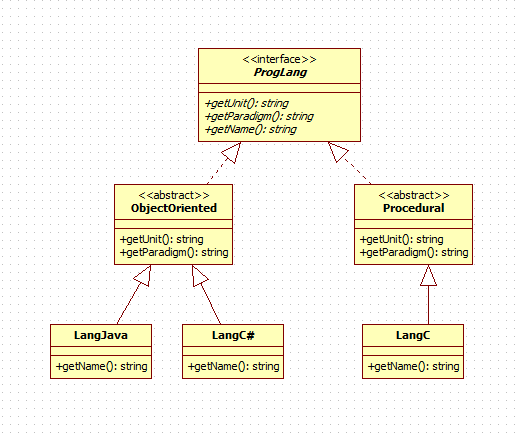 <<interface>>
ProgLang
+getUnit(): string
+getParadigm(): string
+getName(): string
<<abstract>>
ObjectOriented
+getUnit(): string
+getParadigm(): string
<<abstract>>
Procedural
+getUnit(): string
+getParadigm(): string
LangJava
+getName(): string
LangC#
+getName(): string
LangC
+getName(): string